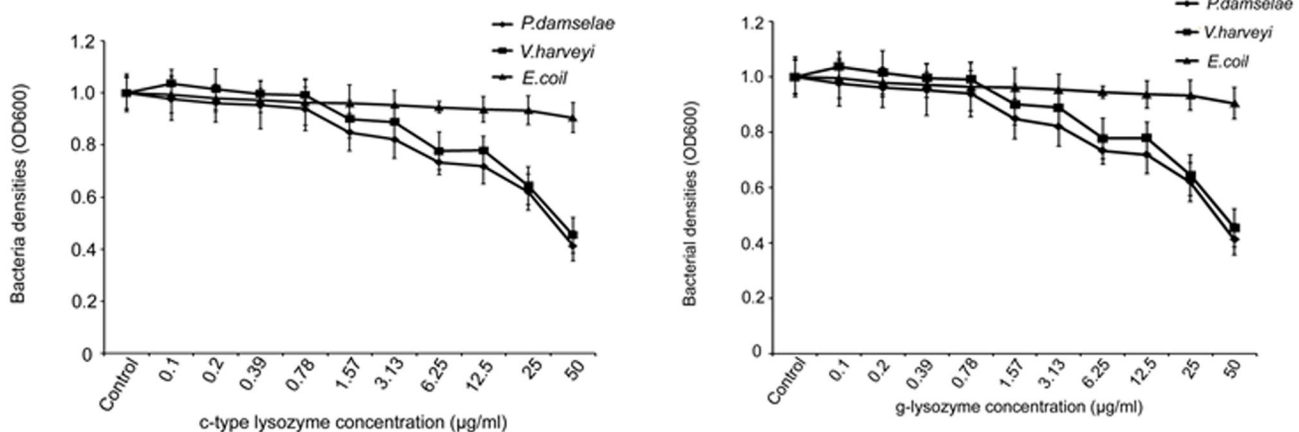 P.damselae
V.harveyi
E.coil
1.2
1.0
0.8
0.6
0.4
0.2
0
Bacteria densities (OD600)
Control 0.1 0.2 0.39 0.78 1.57 3.13 6.25 12.5 25 50
c-type lysozyme concentration (µg/ml)
P.damselae
V.harveyi
E.coil
1.2
1.0
0.8
0.6
0.4
0.2
0
Bacterial densities (OD600)
Control 0.1 0.2 0.39 0.78 1.57 3.13 6.25 12.5 25 50
g-lysozyme concentration (µg/ml)